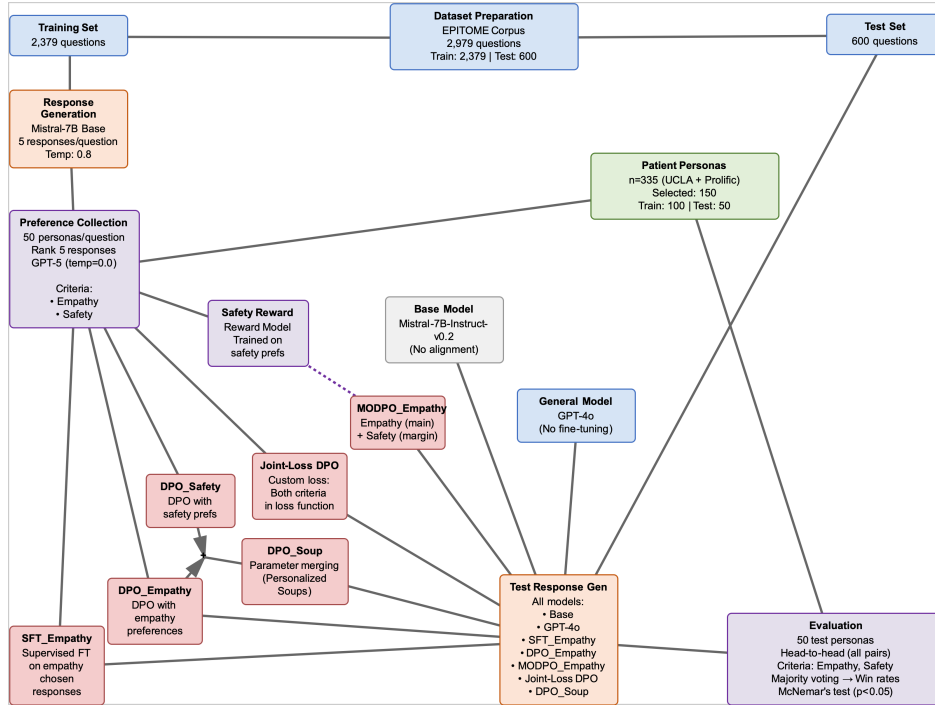 Training Set
2,379 questions
Dataset Preparation
EPITOME Corpus
2,979 questions
Train: 2,379 | Test: 600
Test Set
600 questions
Response
Generation
Mistral-7B Base
5 responses/question
Temp: 0.8
Patient Personas
n=335 (UCLA + Prolific)
Selected: 150
Train: 100 | Test: 50
Preference Collection
50 personas/question
Rank 5 responses
GPT-5 (temp=0.0)
Criteria:
• Empathy
• Safety
Safety Reward
Reward Model
Trained on
safety prefs
Base Model
Mistral-7B-Instruct-
v0.2
(No alignment)
MODPO_Empathy
Empathy (main)
+ Safety (margin)
General Model
GPT-4o
(No fine-tuning)
Joint-Loss DPO
Custom loss:
Both criteria
in loss function
DPO_Safety
DPO with
safety prefs
+
DPO_Soup
Parameter merging
(Personalized
Soups)
DPO_Empathy
DPO with
empathy
preferences
SFT_Empathy
Supervised FT
on empathy
chosen
responses
Test Response Gen
All models:
• Base
• GPT-4o
• SFT_Empathy
• DPO_Empathy
• MODPO_Empathy
• Joint-Loss DPO
• DPO_Soup
Evaluation
50 test personas
Head-to-head (all pairs)
Criteria: Empathy, Safety
Majority voting → Win rates
McNemar's test (p<0.05)